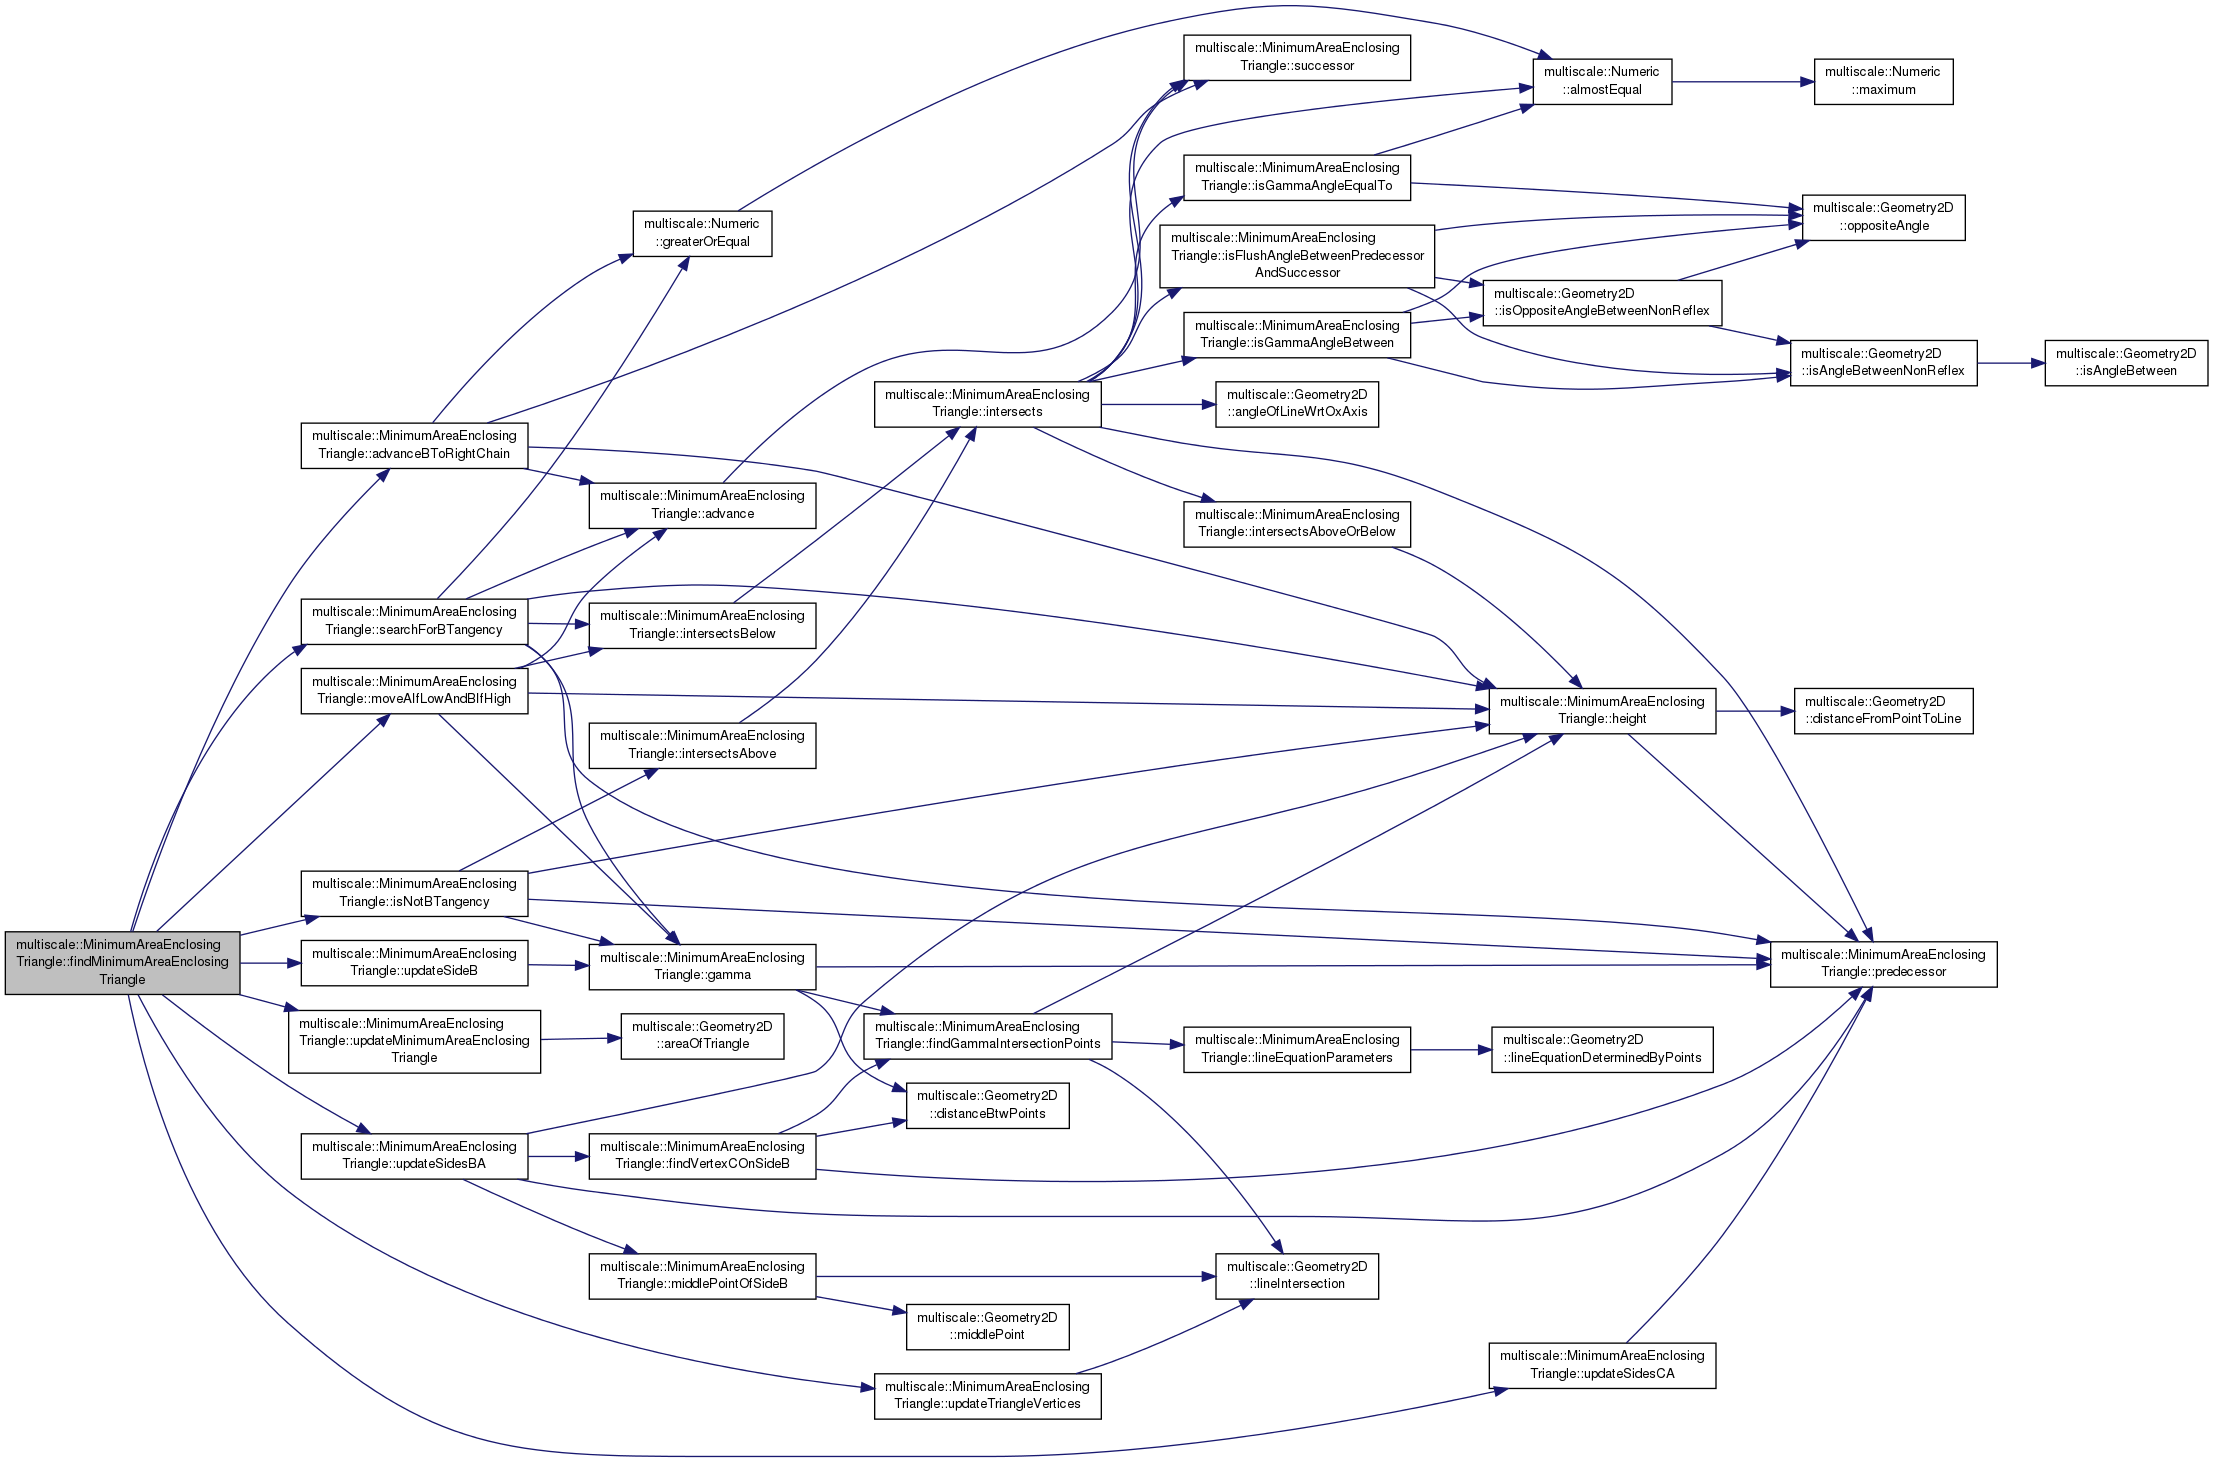 multiscale::MinimumAreaEnclosing
Triangle::findMinimumAreaEnclosing
Triangle
multiscale::MinimumAreaEnclosing
Triangle::advanceBToRightChain
multiscale::MinimumAreaEnclosing
Triangle::searchForBTangency
multiscale::MinimumAreaEnclosing
Triangle::moveAIfLowAndBIfHigh
multiscale::MinimumAreaEnclosing
Triangle::isNotBTangency
multiscale::MinimumAreaEnclosing
Triangle::updateSideB
multiscale::MinimumAreaEnclosing
Triangle::updateMinimumAreaEnclosing
Triangle
multiscale::MinimumAreaEnclosing
Triangle::updateSidesBA
multiscale::Numeric
::greaterOrEqual
multiscale::MinimumAreaEnclosing
Triangle::advance
multiscale::MinimumAreaEnclosing
Triangle::intersectsBelow
multiscale::MinimumAreaEnclosing
Triangle::intersectsAbove
multiscale::MinimumAreaEnclosing
Triangle::gamma
multiscale::Geometry2D
::areaOfTriangle
multiscale::MinimumAreaEnclosing
Triangle::findVertexCOnSideB
multiscale::MinimumAreaEnclosing
Triangle::middlePointOfSideB
multiscale::MinimumAreaEnclosing
Triangle::intersects
multiscale::MinimumAreaEnclosing
Triangle::findGammaIntersectionPoints
multiscale::Geometry2D
::distanceBtwPoints
multiscale::Geometry2D
::middlePoint
multiscale::MinimumAreaEnclosing
Triangle::updateTriangleVertices
multiscale::MinimumAreaEnclosing
Triangle::successor
multiscale::MinimumAreaEnclosing
Triangle::isGammaAngleEqualTo
multiscale::MinimumAreaEnclosing
Triangle::isFlushAngleBetweenPredecessor
AndSuccessor
multiscale::MinimumAreaEnclosing
Triangle::isGammaAngleBetween
multiscale::Geometry2D
::angleOfLineWrtOxAxis
multiscale::MinimumAreaEnclosing
Triangle::intersectsAboveOrBelow
multiscale::MinimumAreaEnclosing
Triangle::lineEquationParameters
multiscale::Geometry2D
::lineIntersection
multiscale::Numeric
::almostEqual
multiscale::Geometry2D
::isOppositeAngleBetweenNonReflex
multiscale::MinimumAreaEnclosing
Triangle::height
multiscale::Geometry2D
::lineEquationDeterminedByPoints
multiscale::MinimumAreaEnclosing
Triangle::updateSidesCA
multiscale::Numeric
::maximum
multiscale::Geometry2D
::oppositeAngle
multiscale::Geometry2D
::isAngleBetweenNonReflex
multiscale::Geometry2D
::distanceFromPointToLine
multiscale::MinimumAreaEnclosing
Triangle::predecessor
multiscale::Geometry2D
::isAngleBetween